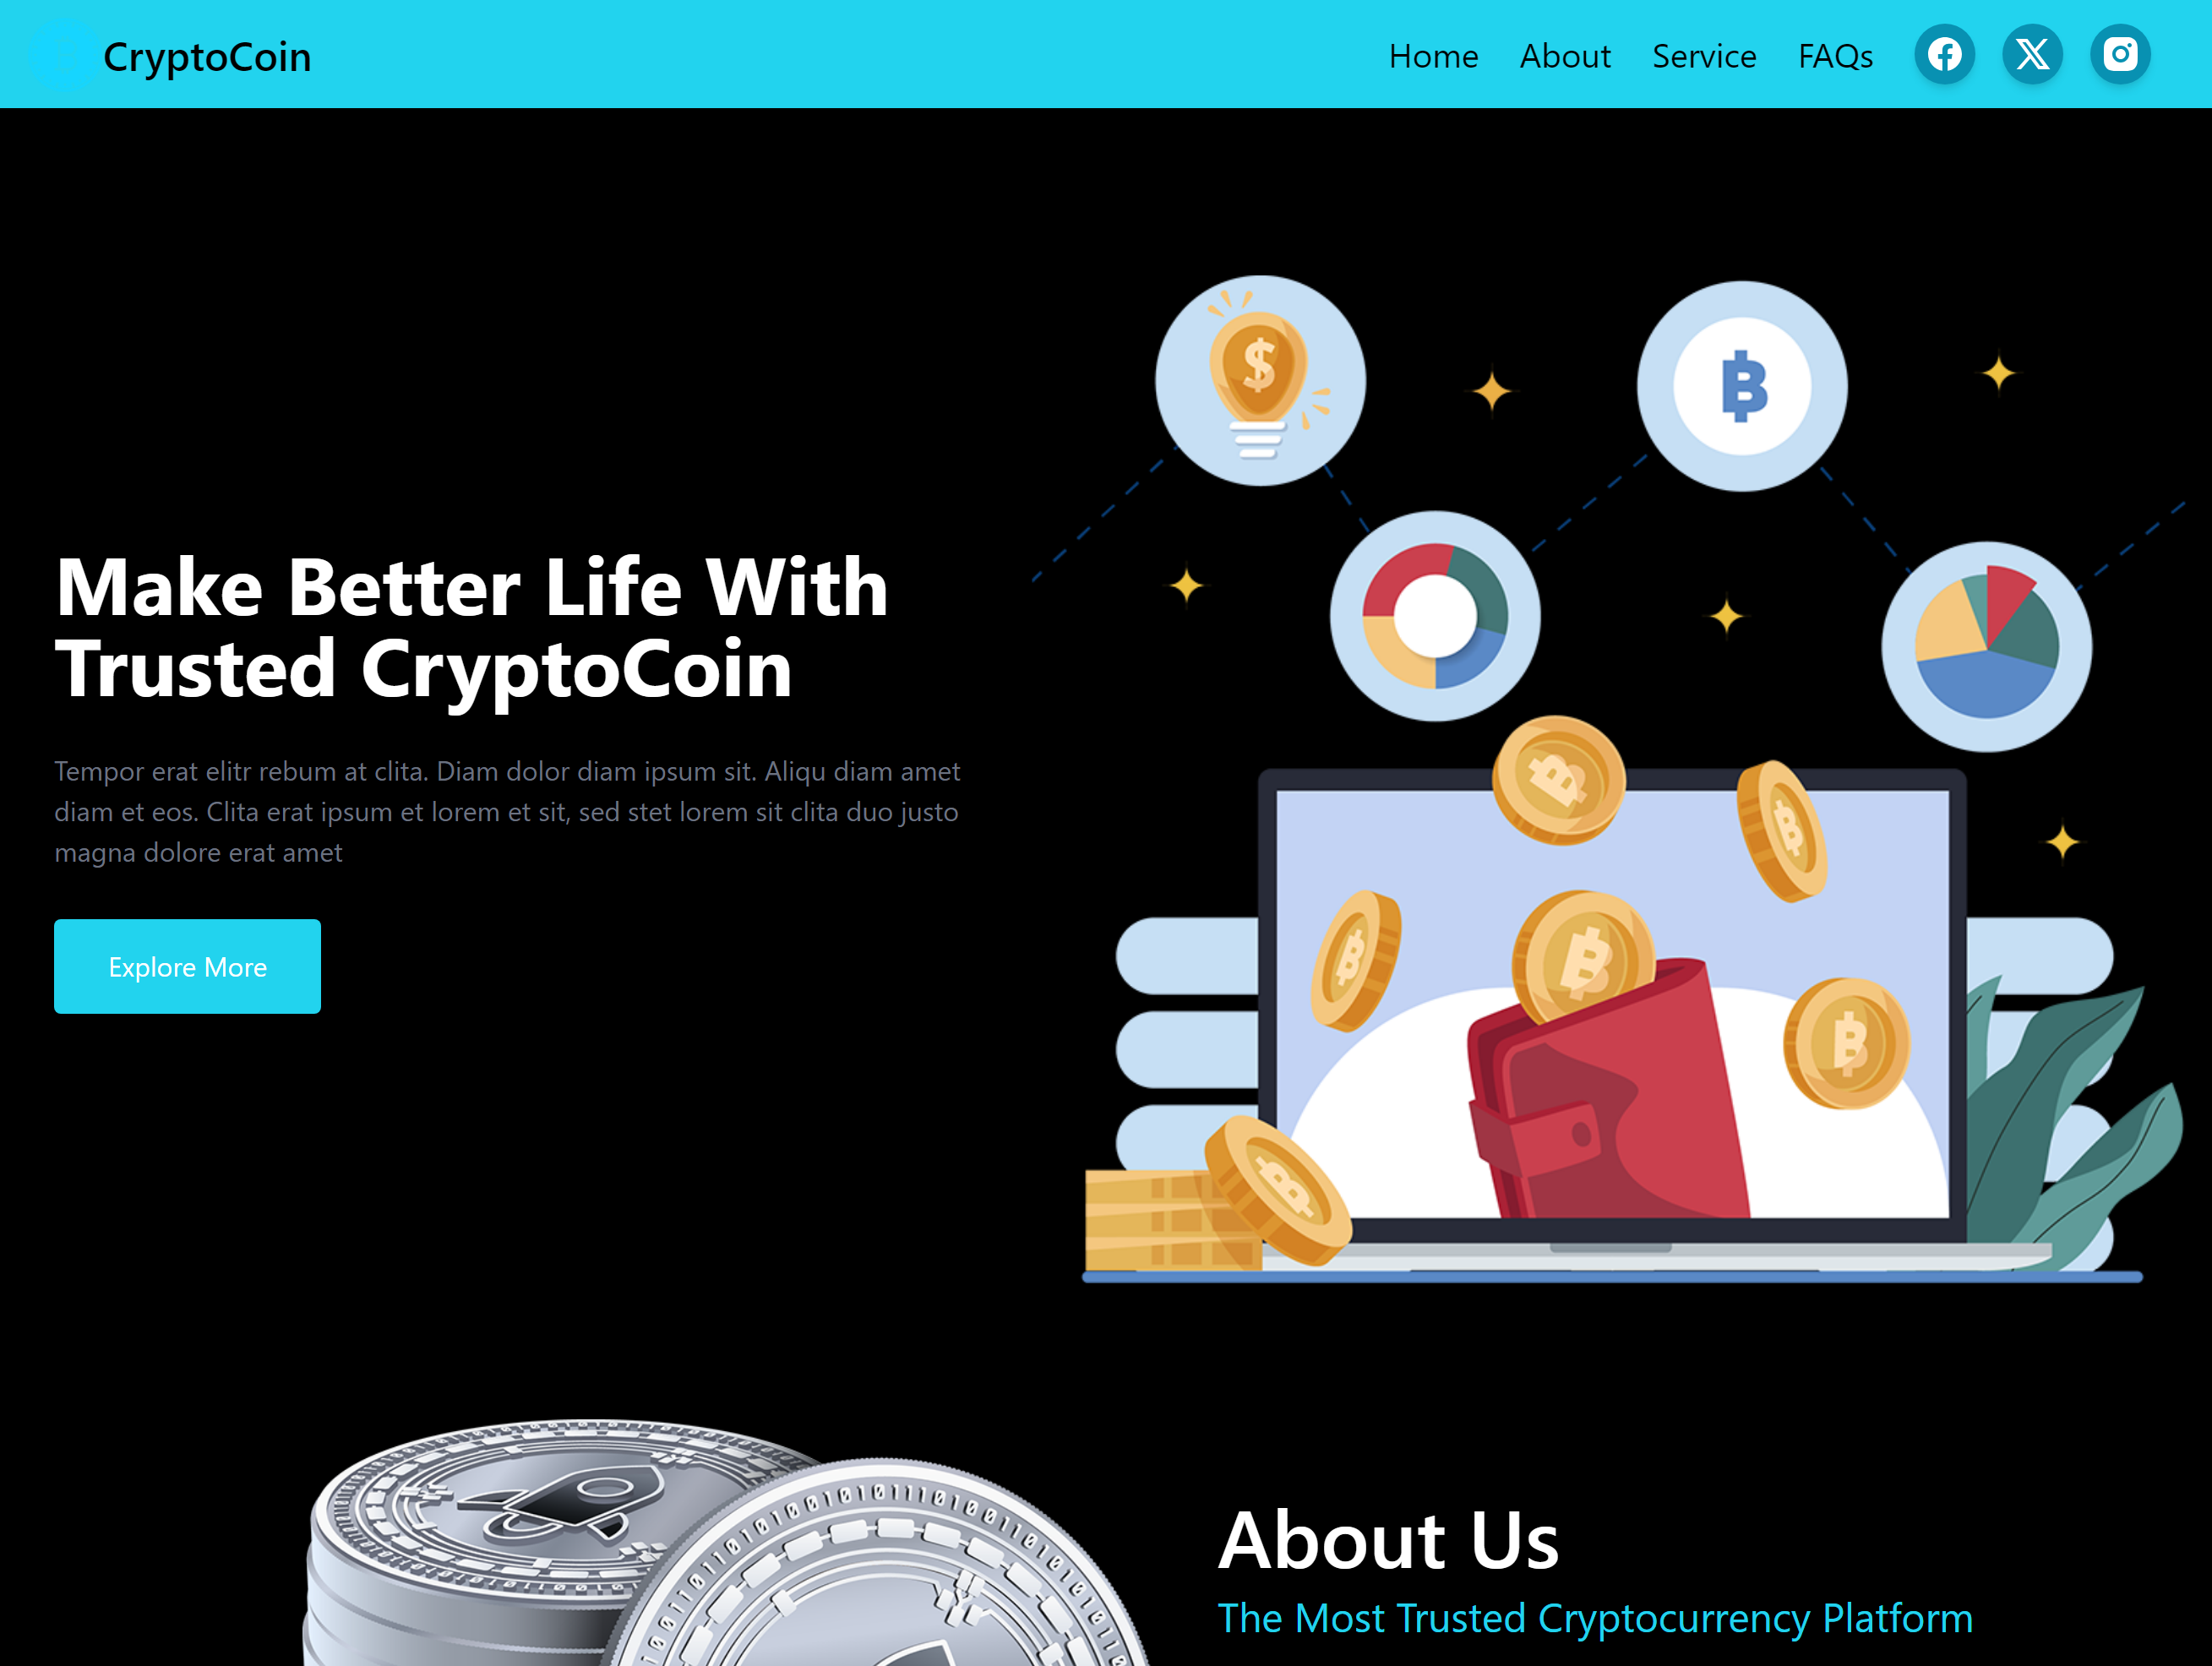 CryptoCoin
Home About Service FAQs
Make Better Life With
Trusted CryptoCoin
Tempor erat elitr rebum at clita. Diam dolor diam ipsum sit. Aliqu diam amet
diam et eos. Clita erat ipsum et lorem et sit, sed stet lorem sit clita duo justo
magna dolore erat amet
Explore More
About Us
The Most Trusted Cryptocurrency Platform